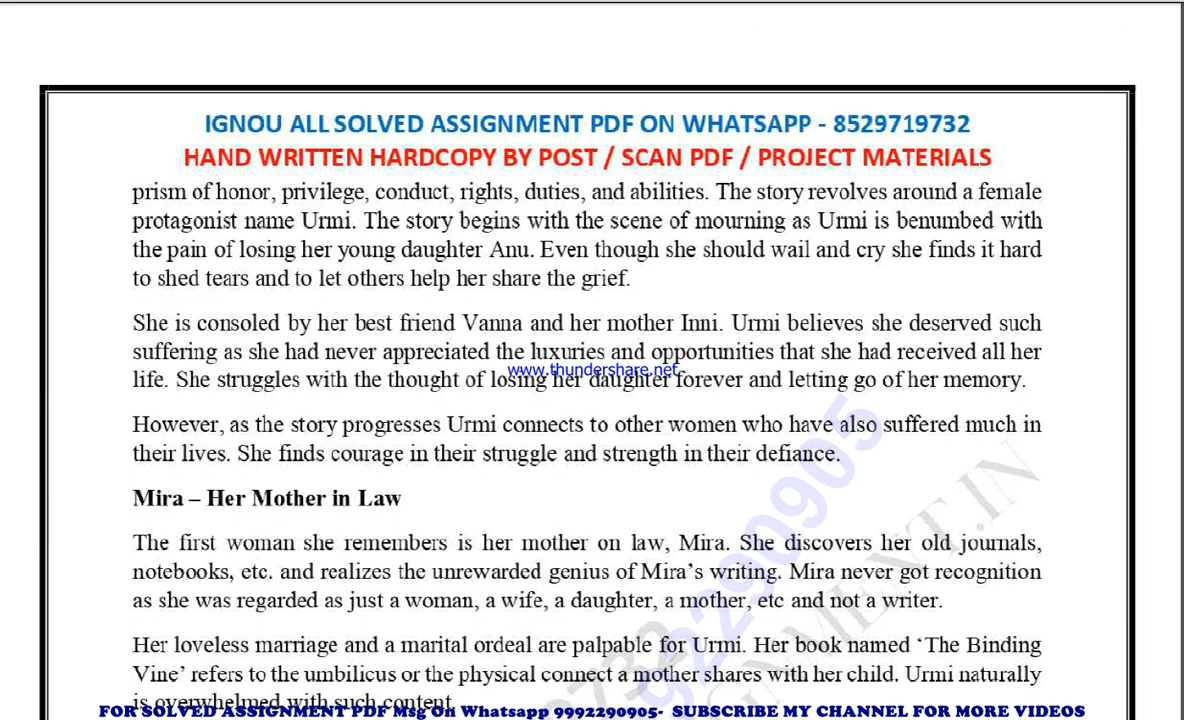 IGNOU ALL SOLVED ASSIGNMENT PDF ON WHATSAPP - 8529719732
HAND WRITTEN HARDCOPY BY POST / SCAN PDF / PROJECT MATERIALS
prism of honor, privilege, conduct, rights, duties, and abilities. The story revolves around a female
protagonist name Urmi. The story begins with the scene of mourning as Urmi is benumbed with
the pain of losing her young daughter Anu. Even though she should wail and cry she finds it hard
to shed tears and to let others help her share the grief.
She is consoled by her best friend Vanna and her mother Inni. Urmi believes she deserved such
suffering as she had never appreciated the luxuries and opportunities that she had received all her
www.thundershare.net
life. She struggles with the thought of losing her daughter forever and letting go of her memory.
However, as the story progresses Urmi connects to other women who have also suffered much in
their lives. She finds courage in their struggle and strength in their defiance.
Mira – Her Mother in Law
The first woman she remembers is her mother on law, Mira. She discovers her old journals,
notebooks, etc. and realizes the unrewarded genius of Mira's writing. Mira never got recognition
as she was regarded as just a woman, a wife, a daughter, a mother, etc and not a writer.
Her loveless marriage and a marital ordeal are palpable for Urmi. Her book named ‘The Binding
Vine’ refers to the umbilicus or the physical connect a mother shares with her child. Urmi naturally
is overwhelmed with such content.
FOR SOLVED ASSIGNMENT PDF Msg On Whatsapp 9992290905- SUBSCRIBE MY CHANNEL FOR MORE VIDEOS